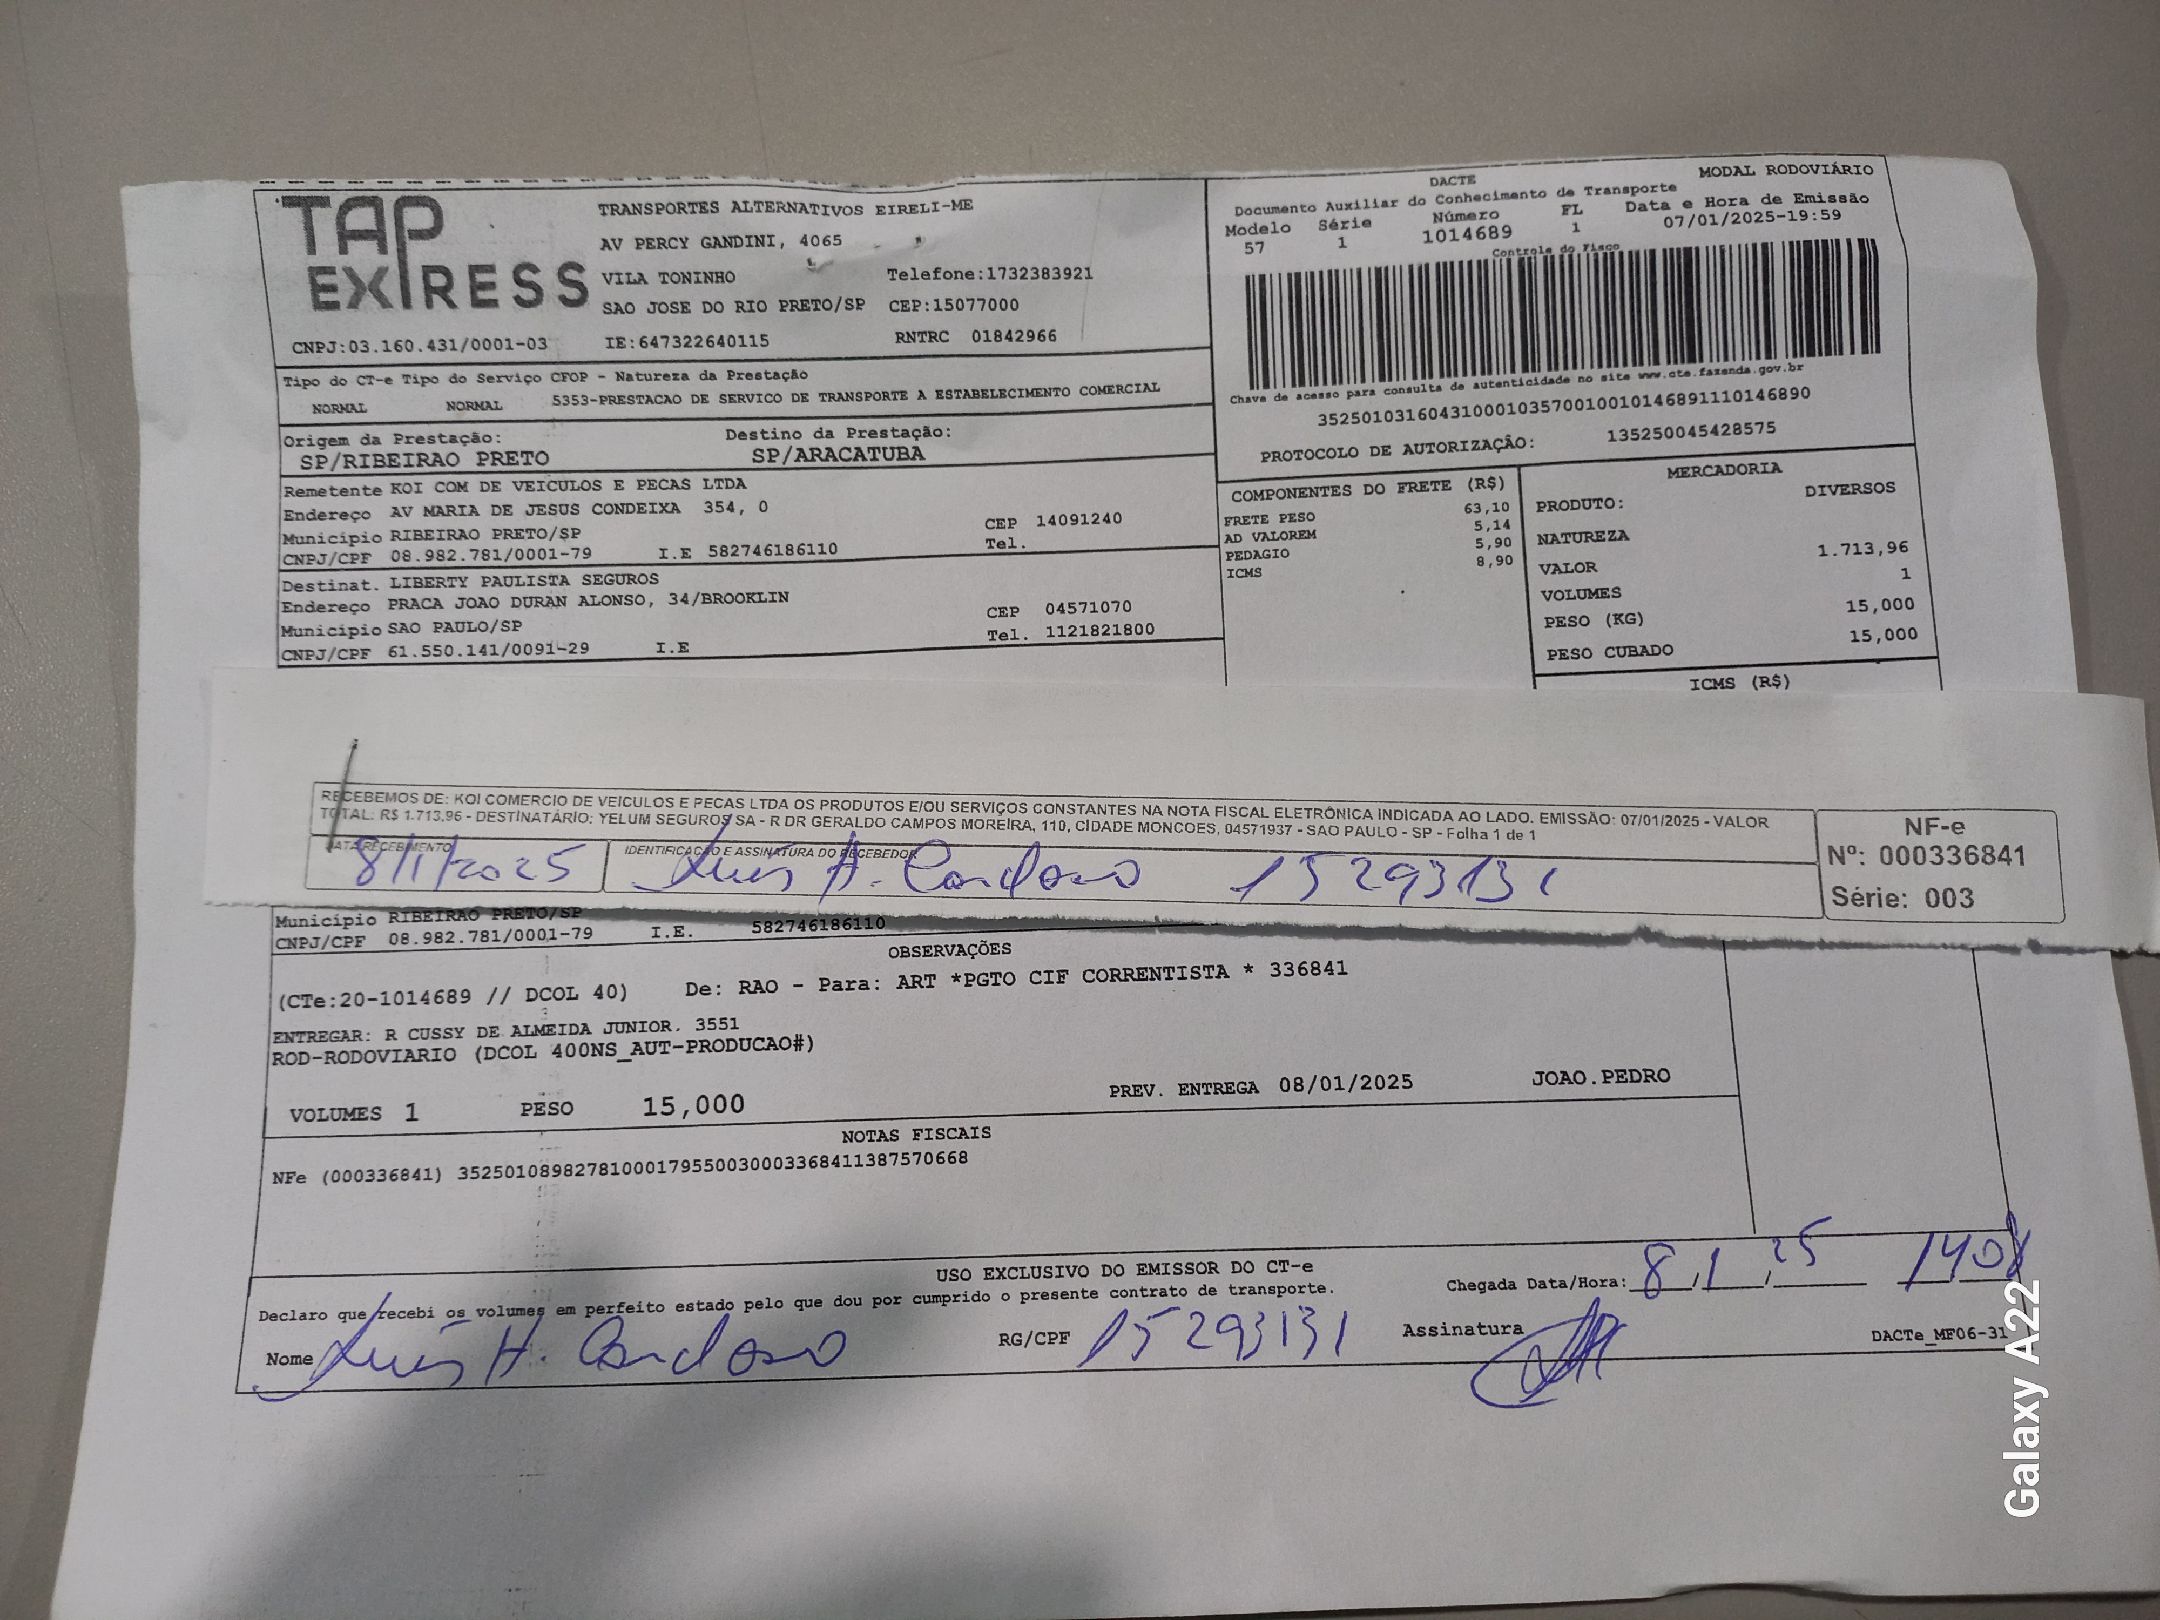 TAP EXPRESS
TRANSPORTES ALTERNATIVOS EIRELI-ME
AV PERCY GANDINI, 4065
VILA TONINHO Telefone:1732383921
SAO JOSE DO RIO PRETO/SP CEP:15077000
CNPJ:03.160.431/0001-03 IE:647322640115 RNTRC 01842966
DACTE MODAL RODOVIÁRIO
Documento Auxiliar do Conhecimento de Transporte
Modelo Série Número FL Data e Hora de Emissão
57 1 1014689 1 07/01/2025-19:59
Controle do Fisco
Chave de acesso para consulta de autenticidade no site www.cte.fazenda.gov.br
35250103160431000103570010010146891110146890
PROTOCOLO DE AUTORIZAÇÃO: 135250045428575
Tipo do CT-e Tipo do Serviço CFOP - Natureza da Prestação
NORMAL NORMAL 5353-PRESTACAO DE SERVICO DE TRANSPORTE A ESTABELECIMENTO COMERCIAL
Origem da Prestação: Destino da Prestação:
SP/RIBEIRAO PRETO SP/ARACATUBA
Remetente KOI COM DE VEICULOS E PECAS LTDA
Endereço AV MARIA DE JESUS CONDEIXA 354, 0
Município RIBEIRAO PRETO/SP CEP 14091240
CNPJ/CPF 08.982.781/0001-79 I.E 582746186110 Tel.
Destinat. LIBERTY PAULISTA SEGUROS
Endereço PRACA JOAO DURAN ALONSO, 34/BROOKLIN
Município SAO PAULO/SP CEP 04571070
CNPJ/CPF 61.550.141/0091-29 I.E Tel. 1121821800
COMPONENTES DO FRETE (R$)
FRETE PESO 63,10
AD VALOREM 5,14
PEDAGIO 5,90
ICMS 8,90
MERCADORIA
PRODUTO: DIVERSOS
NATUREZA
VALOR 1.713,96
VOLUMES 1
PESO (KG) 15,000
PESO CUBADO 15,000
ICMS (R$)
RECEBEMOS DE: KOI COMERCIO DE VEICULOS E PECAS LTDA OS PRODUTOS E/OU SERVIÇOS CONSTANTES NA NOTA FISCAL ELETRÔNICA INDICADA AO LADO. EMISSÃO: 07/01/2025 - VALOR
TOTAL: R$ 1.713,96 - DESTINATÁRIO: YELUM SEGUROS SA - R DR GERALDO CAMPOS MOREIRA, 110, CIDADE MONCOES, 04571937 - SAO PAULO - SP - Folha 1 de 1
DATA RECEBIMENTO IDENTIFICAÇÃO E ASSINATURA DO RECEBEDOR
8/1/2025 Luis H. Cardoso 15293131
NF-e
Nº: 000336841
Série: 003
Município RIBEIRAO PRETO/SP
CNPJ/CPF 08.982.781/0001-79 I.E. 582746186110
OBSERVAÇÕES
(CTe:20-1014689 // DCOL 40) De: RAO - Para: ART *PGTO CIF CORRENTISTA * 336841
ENTREGAR: R CUSSY DE ALMEIDA JUNIOR. 3551
ROD-RODOVIARIO (DCOL 400NS_AUT-PRODUCAO#)
VOLUMES 1 PESO 15,000 PREV. ENTREGA 08/01/2025 JOAO.PEDRO
NOTAS FISCAIS
NFe (000336841) 35250108982781000179550030003368411387570668
USO EXCLUSIVO DO EMISSOR DO CT-e
Declaro que recebi os volumes em perfeito estado pelo que dou por cumprido o presente contrato de transporte. Chegada Data/Hora: 8/1/25 1408
Nome Luis H. Cardoso RG/CPF 15293131 Assinatura DACTe_MF06-31
Galaxy A22